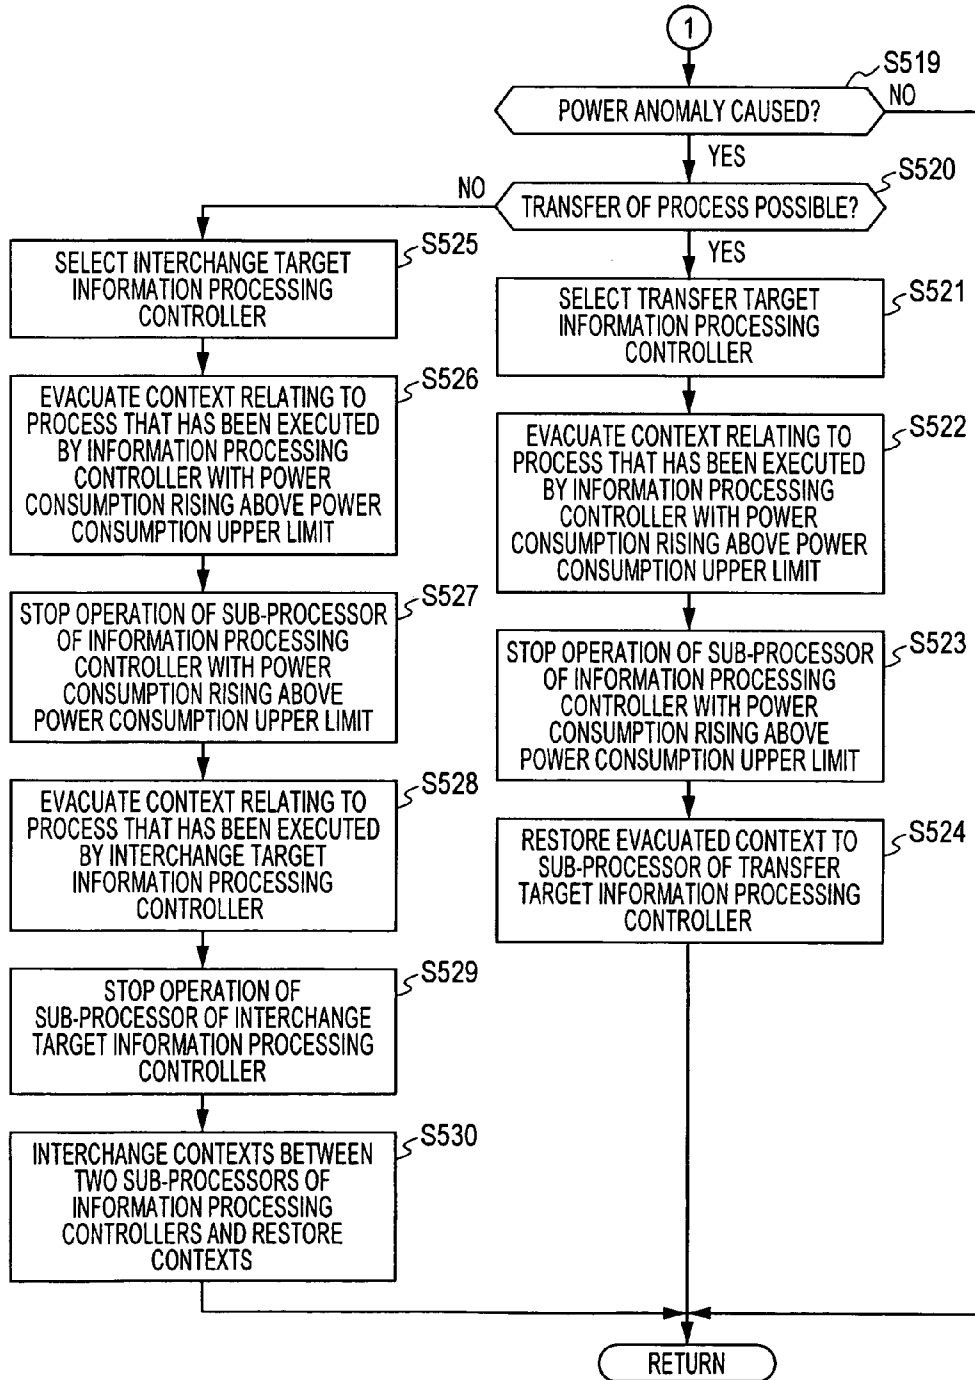 1
S519
POWER ANOMALY CAUSED?
NO
YES
S520
NO
TRANSFER OF PROCESS POSSIBLE?
YES
S525
SELECT INTERCHANGE TARGET
INFORMATION PROCESSING
CONTROLLER
S526
EVACUATE CONTEXT RELATING TO
PROCESS THAT HAS BEEN EXECUTED
BY INFORMATION PROCESSING
CONTROLLER WITH POWER
CONSUMPTION RISING ABOVE POWER
CONSUMPTION UPPER LIMIT
S527
STOP OPERATION OF SUB-PROCESSOR
OF INFORMATION PROCESSING
CONTROLLER WITH POWER
CONSUMPTION RISING ABOVE
POWER CONSUMPTION UPPER LIMIT
S528
EVACUATE CONTEXT RELATING TO
PROCESS THAT HAS BEEN EXECUTED
BY INTERCHANGE TARGET
INFORMATION PROCESSING
CONTROLLER
S529
STOP OPERATION OF
SUB-PROCESSOR OF INTERCHANGE
TARGET INFORMATION PROCESSING
CONTROLLER
S530
INTERCHANGE CONTEXTS BETWEEN
TWO SUB-PROCESSORS OF
INFORMATION PROCESSING
CONTROLLERS AND RESTORE
CONTEXTS
S521
SELECT TRANSFER TARGET
INFORMATION PROCESSING
CONTROLLER
S522
EVACUATE CONTEXT RELATING TO
PROCESS THAT HAS BEEN EXECUTED
BY INFORMATION PROCESSING
CONTROLLER WITH POWER
CONSUMPTION RISING ABOVE POWER
CONSUMPTION UPPER LIMIT
S523
STOP OPERATION OF SUB-PROCESSOR
OF INFORMATION PROCESSING
CONTROLLER WITH POWER
CONSUMPTION RISING ABOVE
POWER CONSUMPTION UPPER LIMIT
S524
RESTORE EVACUATED CONTEXT TO
SUB-PROCESSOR OF TRANSFER
TARGET INFORMATION PROCESSING
CONTROLLER
RETURN